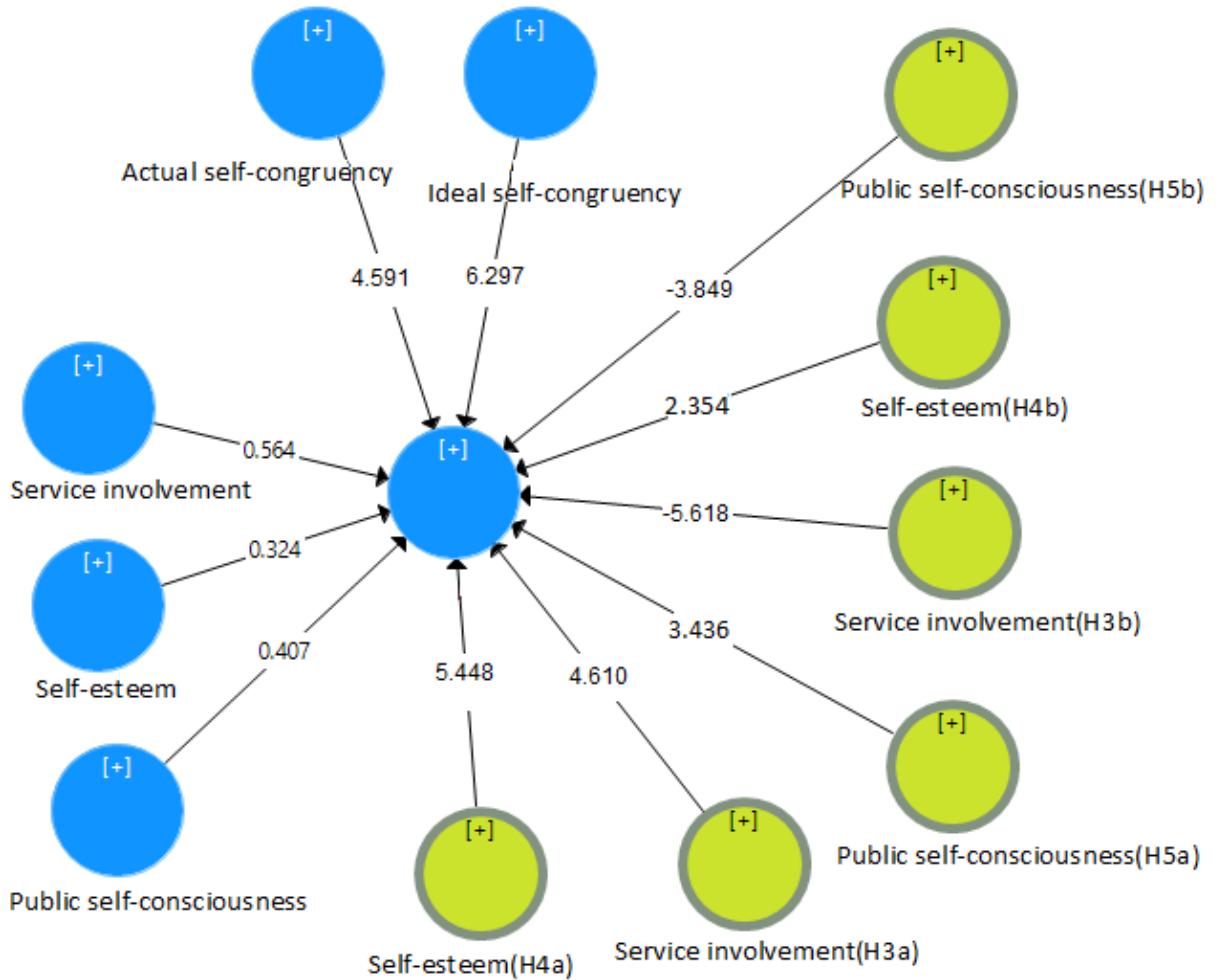 [+]
[+]
[+]
Actual self-congruency
Ideal self-congruency
Public self-consciousness(H5b)
4.591
6.297
-3.849
[+]
Self-esteem(H4b)
2.354
[+]
Service involvement
0.564
[+]
[+]
Service involvement(H3b)
-5.618
[+]
Self-esteem
0.324
0.407
5.448
4.610
3.436
[+]
Public self-consciousness
[+]
Public self-consciousness(H5a)
[+]
Self-esteem(H4a)
[+]
Service involvement(H3a)